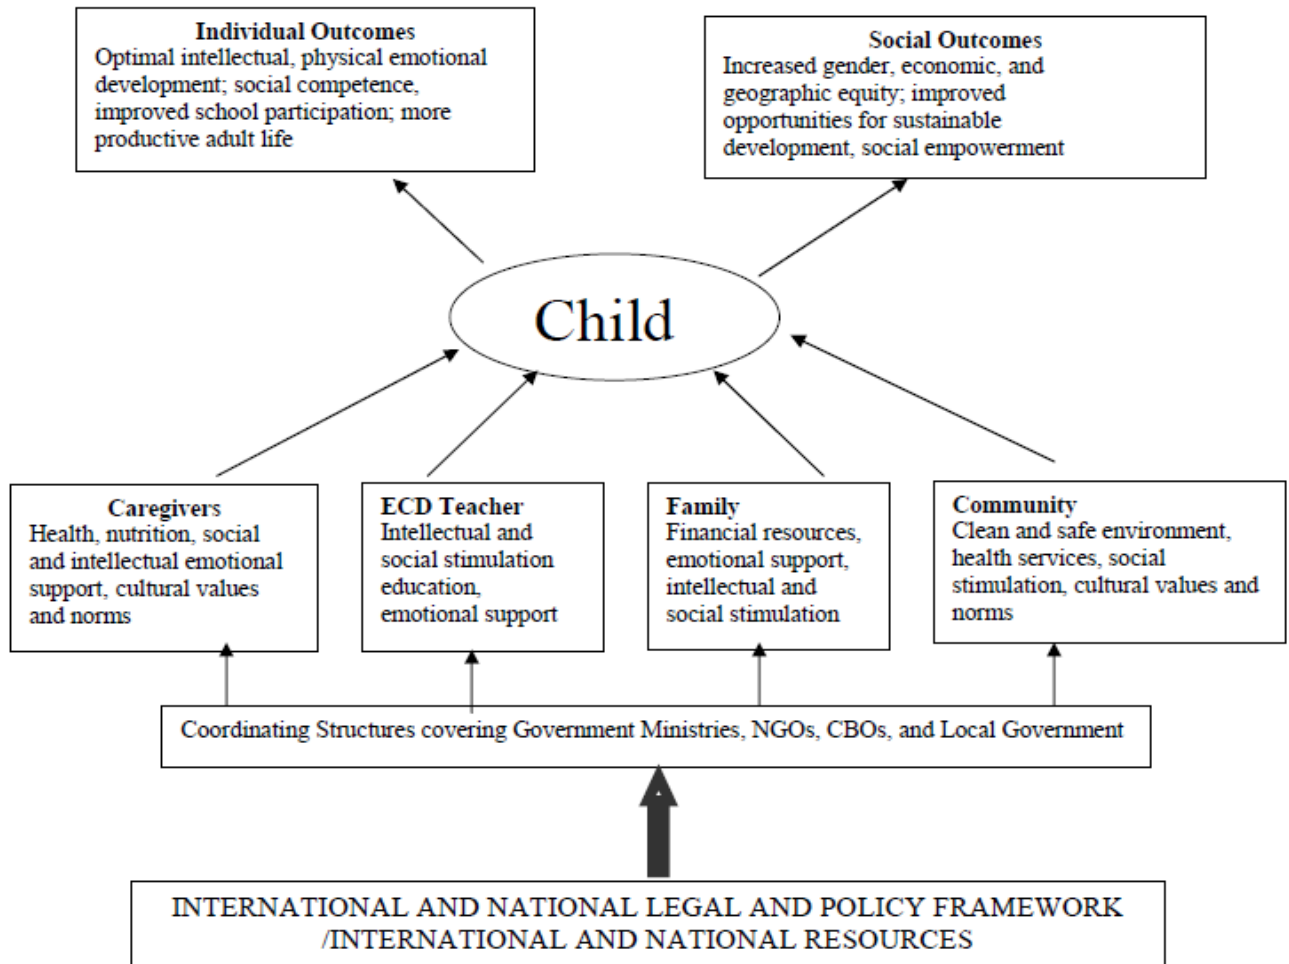 Individual Outcomes
Optimal intellectual, physical emotional
development; social competence,
improved school participation; more
productive adult life
Social Outcomes
Increased gender, economic, and
geographic equity; improved
opportunities for sustainable
development, social empowerment
Child
Caregivers
Health, nutrition, social
and intellectual emotional
support, cultural values
and norms
ECD Teacher
Intellectual and
social stimulation
education,
emotional support
Family
Financial resources,
emotional support,
intellectual and
social stimulation
Community
Clean and safe environment,
health services, social
stimulation, cultural values and
norms
Coordinating Structures covering Government Ministries, NGOs, CBOs, and Local Government
INTERNATIONAL AND NATIONAL LEGAL AND POLICY FRAMEWORK
/INTERNATIONAL AND NATIONAL RESOURCES